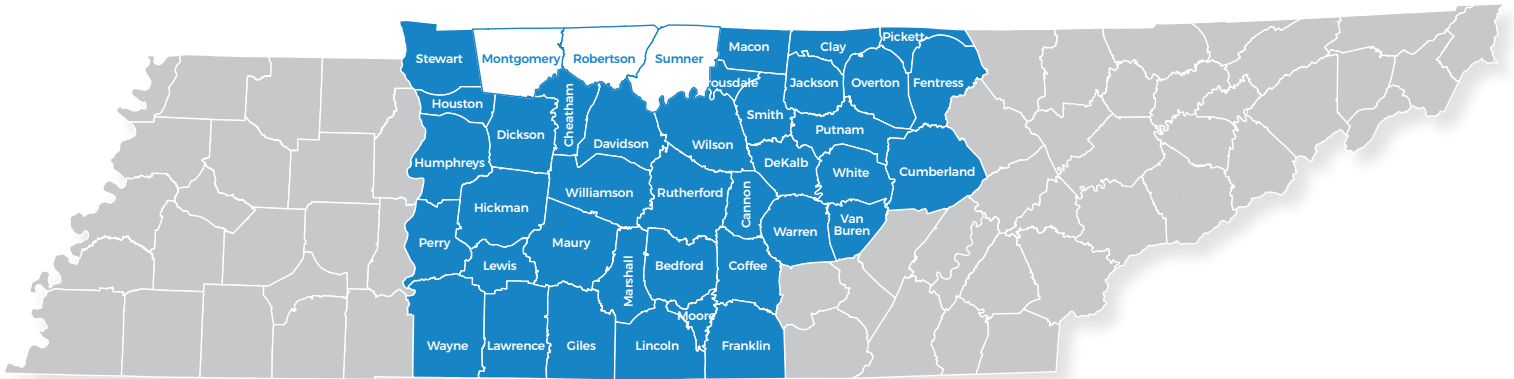 Stewart
Montgomery
Robertson
Sumner
Macon
Clay
Pickett
Houston
Cheatham
rousdale
Jackson
Overton
Fentress
Dickson
Smith
Putnam
Humphreys
Davidson
Wilson
DeKalb
White
Cumberland
Hickman
Williamson
Rutherford
Cannon
Warren
Van
Buren
Perry
Lewis
Maury
Marshall
Bedford
Coffee
Moore
Wayne
Lawrence
Giles
Lincoln
Franklin